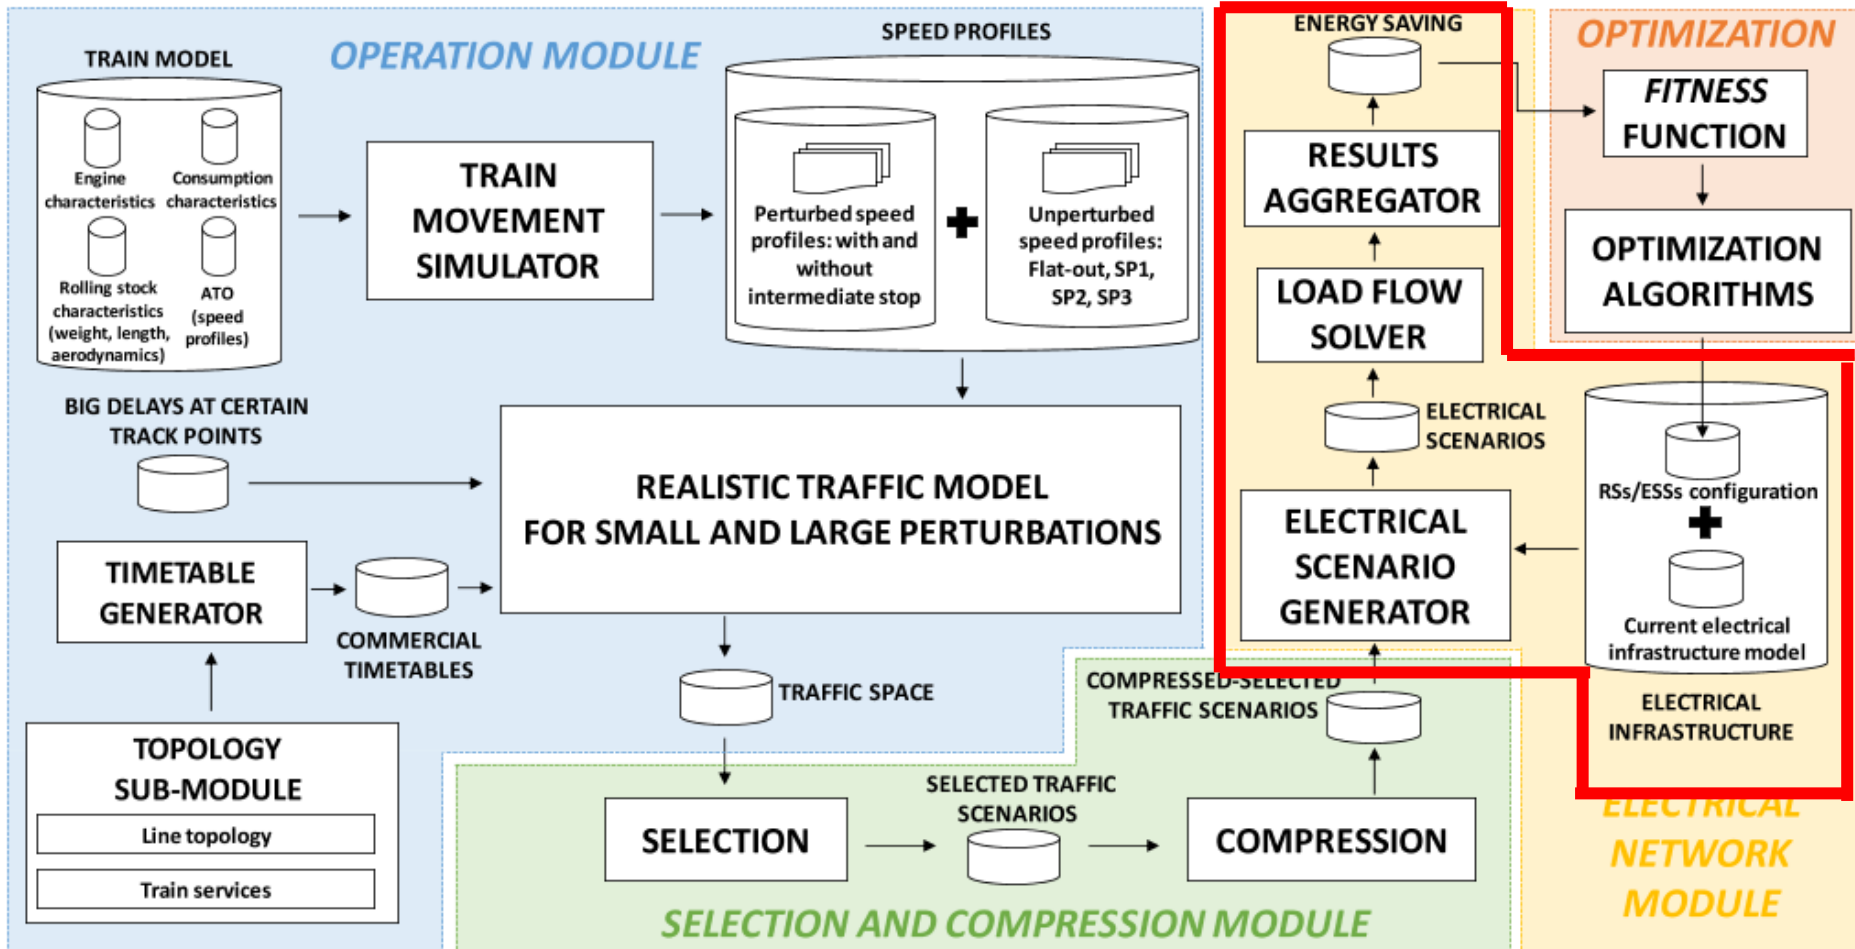 OPERATION MODULE
TRAIN MODEL
Engine
characteristics
Consumption
characteristics
Rolling stock
characteristics
(weight, length,
aerodynamics)
ATO
(speed
profiles)
TRAIN
MOVEMENT
SIMULATOR
SPEED PROFILES
Perturbed speed
profiles: with and
without
intermediate stop
Unperturbed
speed profiles:
Flat-out, SP1,
SP2, SP3
BIG DELAYS AT CERTAIN
TRACK POINTS
REALISTIC TRAFFIC MODEL
FOR SMALL AND LARGE PERTURBATIONS
TIMETABLE
GENERATOR
COMMERCIAL
TIMETABLES
TOPOLOGY
SUB-MODULE
Line topology
Train services
TRAFFIC SPACE
SELECTION
SELECTED TRAFFIC
SCENARIOS
COMPRESSION
COMPRESSED-SELECTED
TRAFFIC SCENARIOS
SELECTION AND COMPRESSION MODULE
ENERGY SAVING
RESULTS
AGGREGATOR
LOAD FLOW
SOLVER
ELECTRICAL
SCENARIOS
ELECTRICAL
SCENARIO
GENERATOR
OPTIMIZATION
FITNESS
FUNCTION
OPTIMIZATION
ALGORITHMS
RSs/ESSs configuration
Current electrical
infrastructure model
ELECTRICAL
INFRASTRUCTURE
ELECTRICAL
NETWORK
MODULE